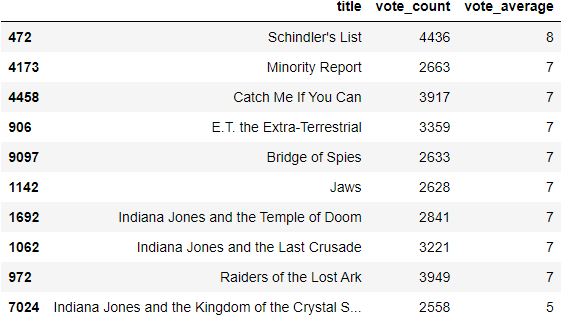 title vote_count vote_average
472 Schindler's List 4436 8
4173 Minority Report 2663 7
4458 Catch Me If You Can 3917 7
906 E.T. the Extra-Terrestrial 3359 7
9097 Bridge of Spies 2633 7
1142 Jaws 2628 7
1692 Indiana Jones and the Temple of Doom 2841 7
1062 Indiana Jones and the Last Crusade 3221 7
972 Raiders of the Lost Ark 3949 7
7024 Indiana Jones and the Kingdom of the Crystal S... 2558 5